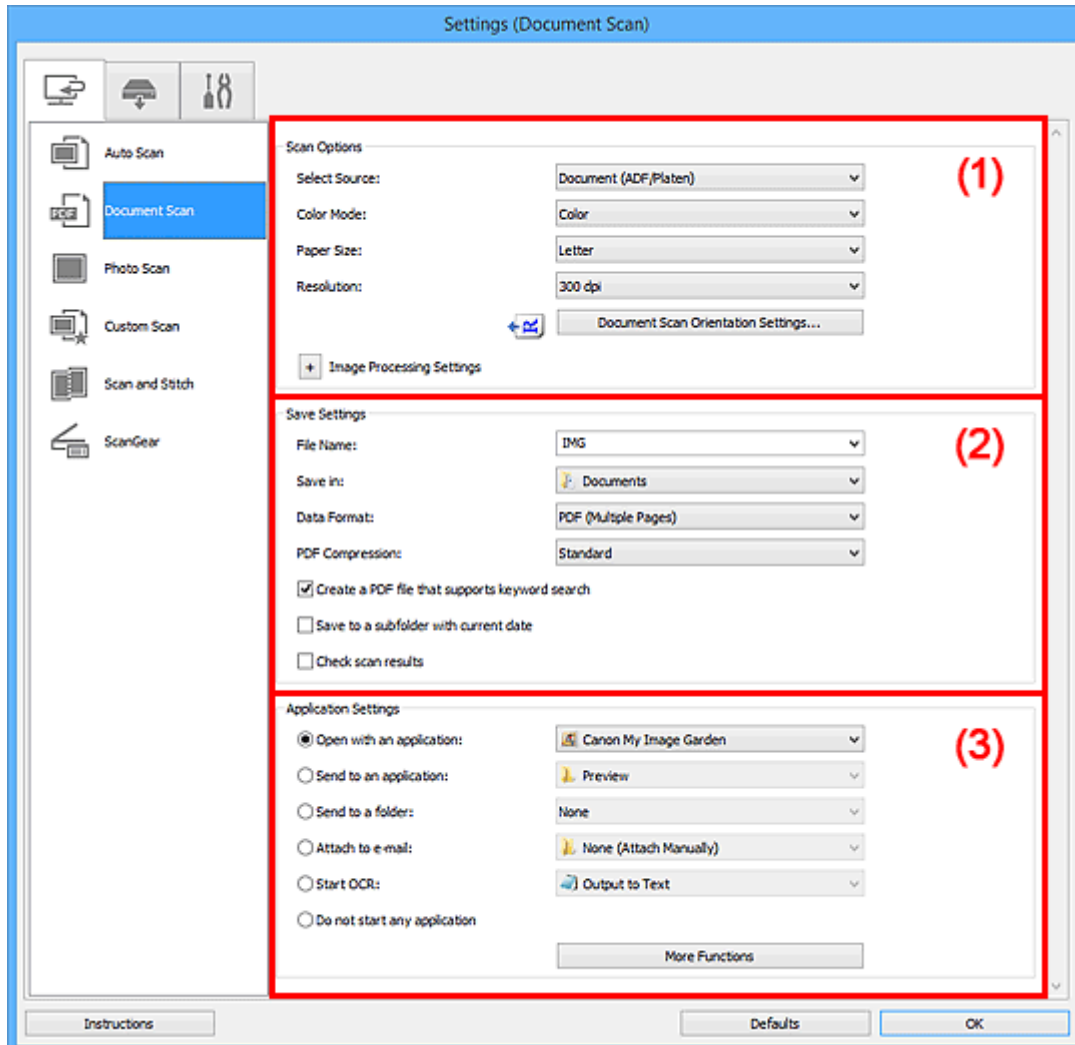 Settings (Document Scan)
Auto Scan
Document Scan
Photo Scan
Custom Scan
Scan and Stitch
ScanGear
Scan Options
(1)
Select Source: Document (ADF/Platen)
Color Mode: Color
Paper Size: Letter
Resolution: 300 dpi
R Document Scan Orientation Settings...
+ Image Processing Settings
Save Settings
(2)
File Name: IMG
Save in: Documents
Data Format: PDF (Multiple Pages)
PDF Compression: Standard
Create a PDF file that supports keyword search
Save to a subfolder with current date
Check scan results
Application Settings
(3)
Open with an application: Canon My Image Garden
Send to an application: Preview
Send to a folder: None
Attach to e-mail: None (Attach Manually)
Start OCR: Output to Text
Do not start any application
More Functions
Instructions Defaults OK
PDF